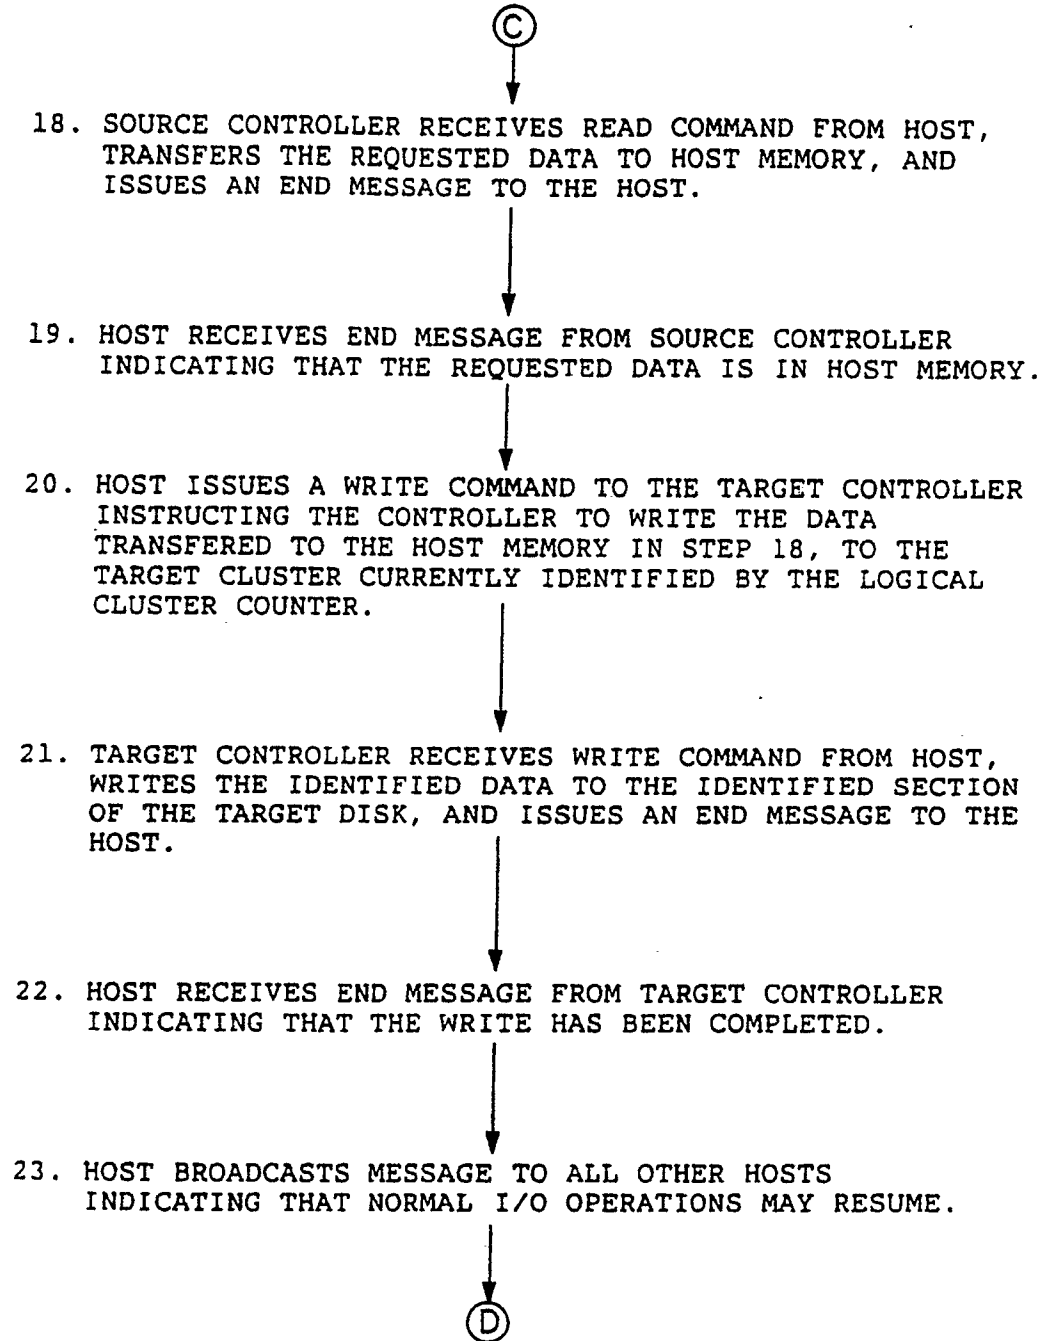 C
18. SOURCE CONTROLLER RECEIVES READ COMMAND FROM HOST,
TRANSFERS THE REQUESTED DATA TO HOST MEMORY, AND
ISSUES AN END MESSAGE TO THE HOST.
19. HOST RECEIVES END MESSAGE FROM SOURCE CONTROLLER
INDICATING THAT THE REQUESTED DATA IS IN HOST MEMORY.
20. HOST ISSUES A WRITE COMMAND TO THE TARGET CONTROLLER
INSTRUCTING THE CONTROLLER TO WRITE THE DATA
TRANSFERED TO THE HOST MEMORY IN STEP 18, TO THE
TARGET CLUSTER CURRENTLY IDENTIFIED BY THE LOGICAL
CLUSTER COUNTER.
21. TARGET CONTROLLER RECEIVES WRITE COMMAND FROM HOST,
WRITES THE IDENTIFIED DATA TO THE IDENTIFIED SECTION
OF THE TARGET DISK, AND ISSUES AN END MESSAGE TO THE
HOST.
22. HOST RECEIVES END MESSAGE FROM TARGET CONTROLLER
INDICATING THAT THE WRITE HAS BEEN COMPLETED.
23. HOST BROADCASTS MESSAGE TO ALL OTHER HOSTS
INDICATING THAT NORMAL I/O OPERATIONS MAY RESUME.
D